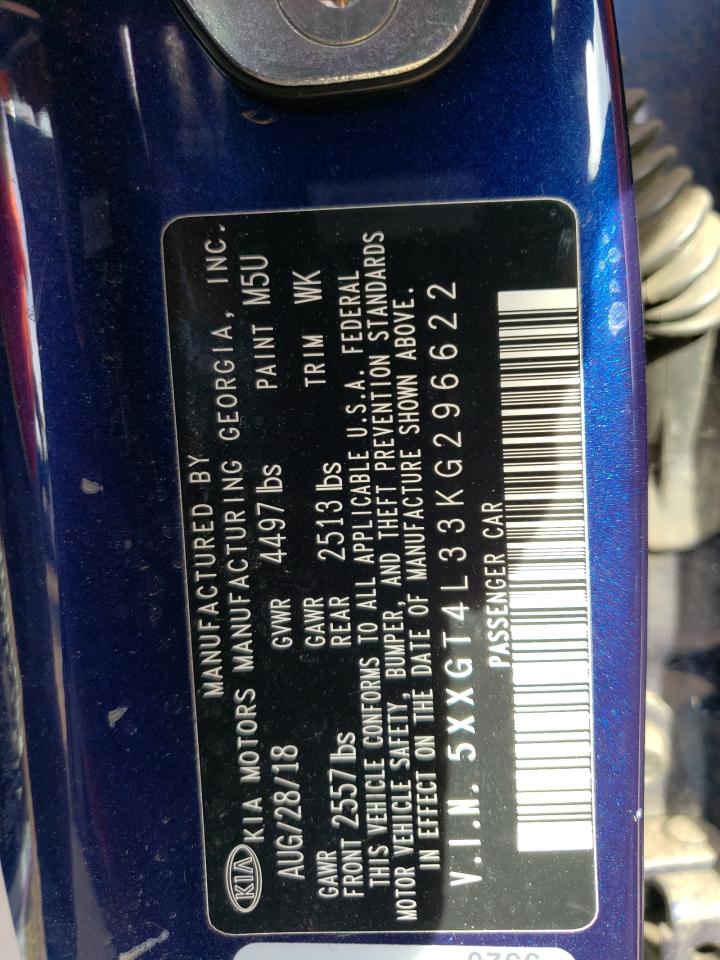 MANUFACTURED BY
KIA KIA MOTORS MANUFACTURING GEORGIA, INC.
AUG/28/18 GVWR 4497 lbs PAINT M5U
GAWR FRONT 2557 lbs GAWR REAR 2513 lbs TRIM WK
THIS VEHICLE CONFORMS TO ALL APPLICABLE U.S.A. FEDERAL
MOTOR VEHICLE SAFETY, BUMPER, AND THEFT PREVENTION STANDARDS
IN EFFECT ON THE DATE OF MANUFACTURE SHOWN ABOVE.
V.I.N. 5XXGT4L33KG296622
PASSENGER CAR